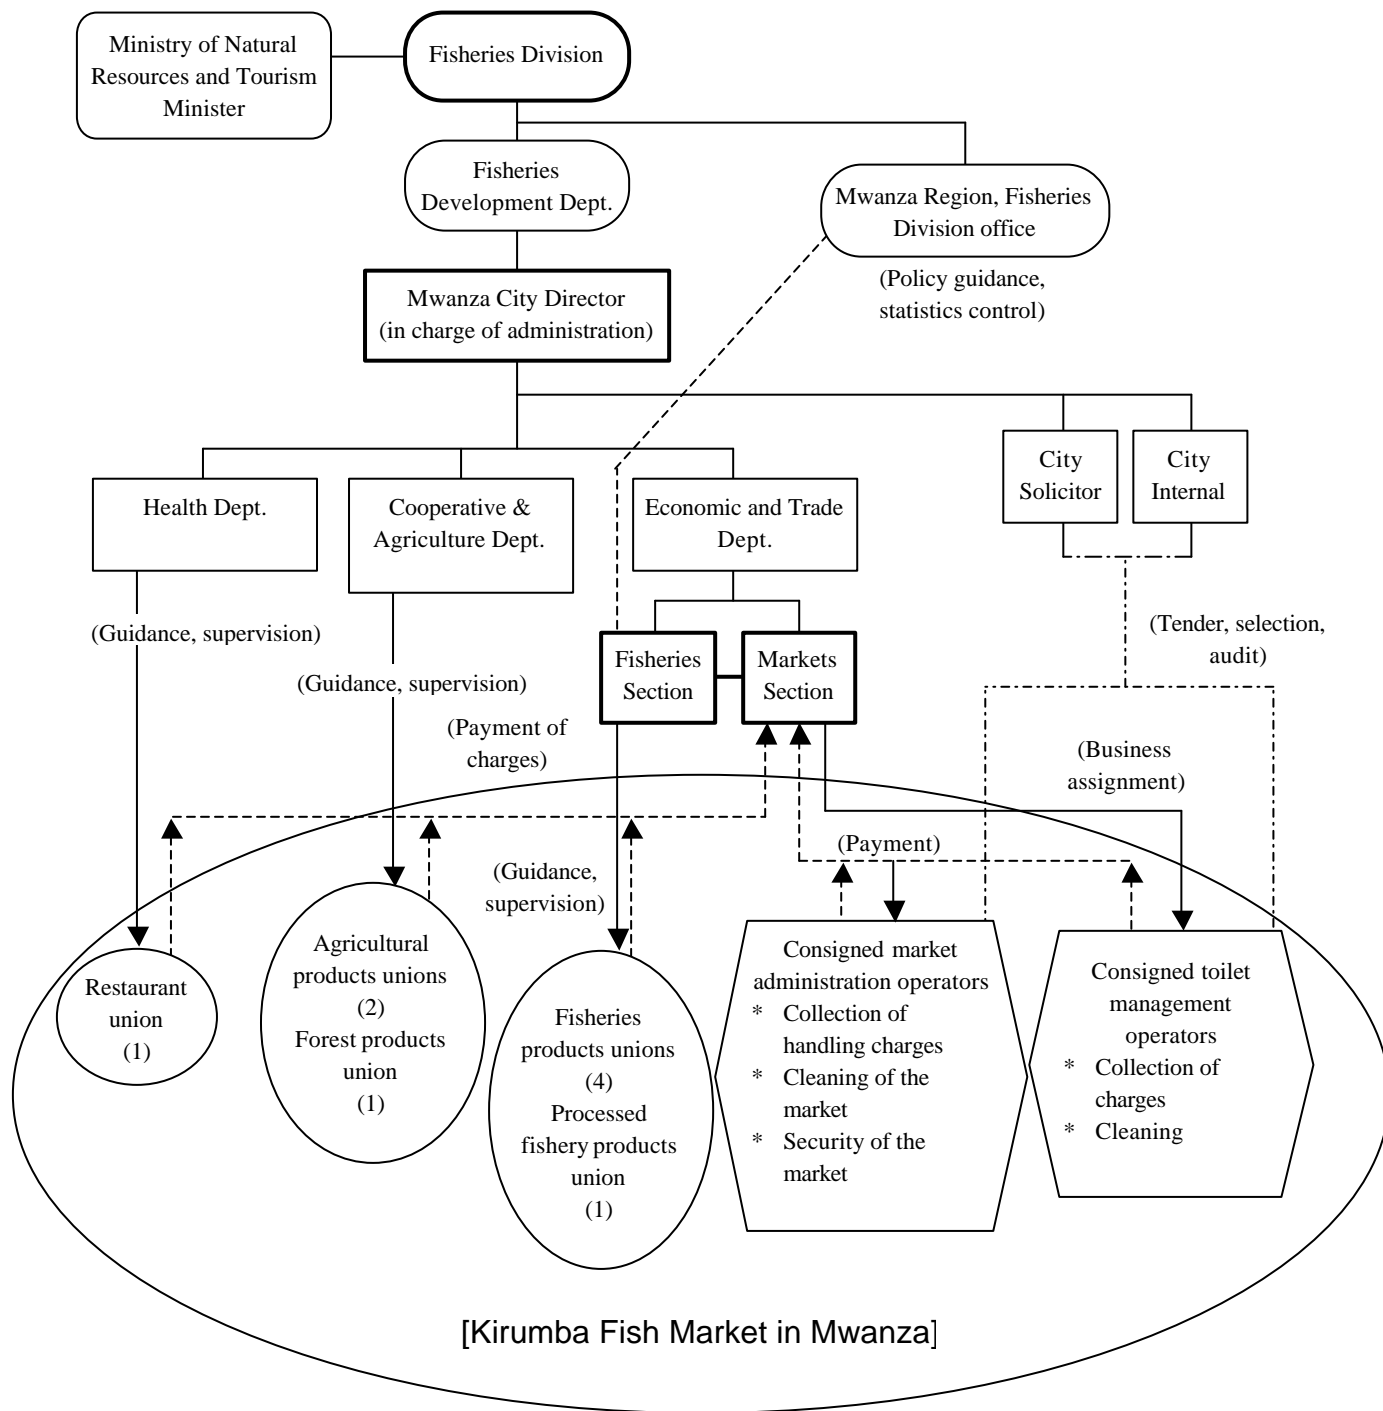 Ministry of Natural
Resources and Tourism
Minister
Fisheries Division
Fisheries
Development Dept.
Mwanza Region, Fisheries
Division office
(Policy guidance,
statistics control)
Mwanza City Director
(in charge of administration)
City
Solicitor
City
Internal
Health Dept.
Cooperative &
Agriculture Dept.
Economic and Trade
Dept.
(Guidance, supervision)
(Guidance, supervision)
Fisheries
Section
Markets
Section
(Tender, selection,
audit)
(Payment of
charges)
(Business
assignment)
(Payment)
(Guidance,
supervision)
Restaurant
union
(1)
Agricultural
products unions
(2)
Forest products
union
(1)
Fisheries
products unions
(4)
Processed
fishery products
union
(1)
Consigned market
administration operators
* Collection of
handling charges
* Cleaning of the
market
* Security of the
market
Consigned toilet
management
operators
* Collection of
charges
* Cleaning
[Kirumba Fish Market in Mwanza]